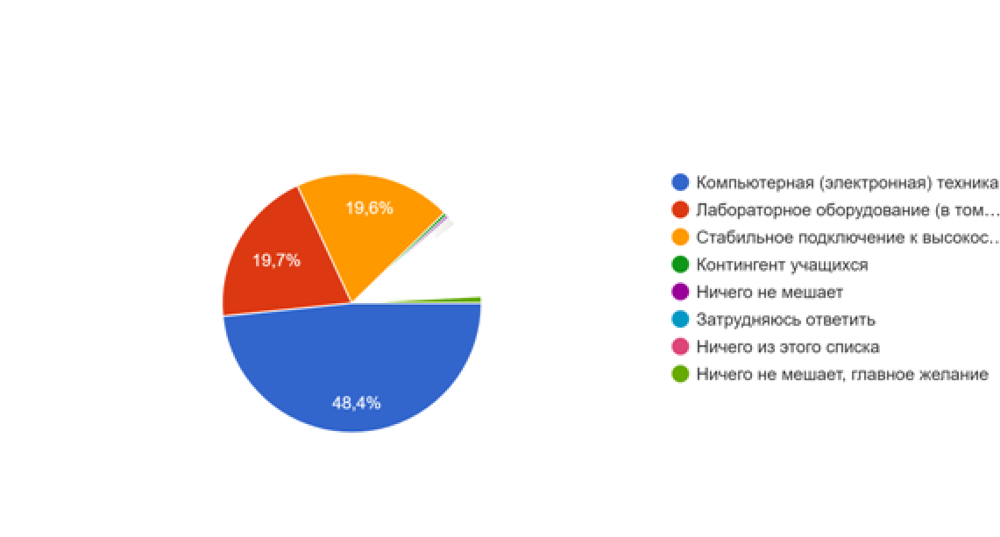 19,6%
19,7%
48,4%
Компьютерная (электронная) техника
Лабораторное оборудование (в том...
Стабильное подключение к высокос...
Контингент учащихся
Ничего не мешает
Затрудняюсь ответить
Ничего из этого списка
Ничего не мешает, главное желание